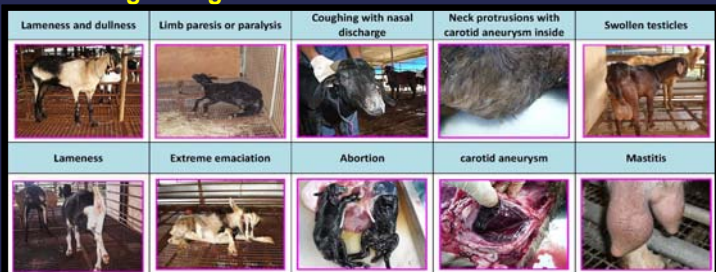 Lameness and dullness
Limb paresis or paralysis
Coughing with nasal
discharge
Neck protrusions with
carotid aneurysm inside
Swollen testicles
Lameness
Extreme emaciation
Abortion
carotid aneurysm
Mastitis